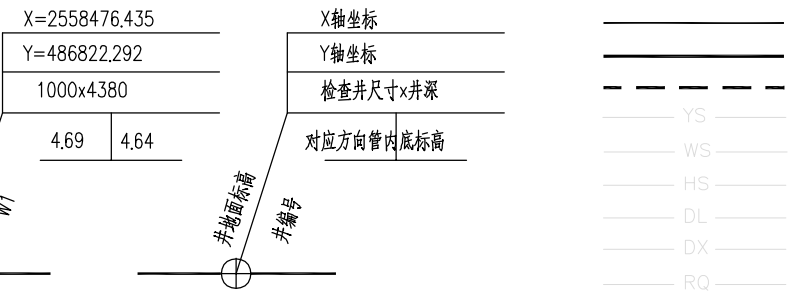 X=2558476.435
Y=486822.292
1000x4380
4.69 4.64
W1
X轴坐标
Y轴坐标
检查井尺寸x井深
对应方向管内底标高
井地面标高
井编号
YS
WS
HS
DL
DX
RQ